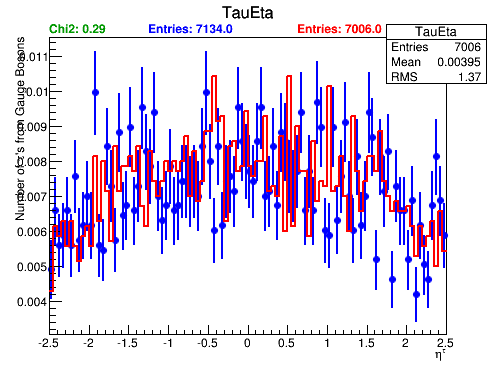 TauEta
Chi2: 0.29 Entries: 7134.0 Entries: 7006.0
TauEta
Entries 7006
Mean 0.00395
RMS 1.37
Number of τ's from Gauge Bosons
0.011
0.01
0.009
0.008
0.007
0.006
0.005
0.004
-2.5 -2 -1.5 -1 -0.5 0 0.5 1 1.5 2 2.5
η^τ